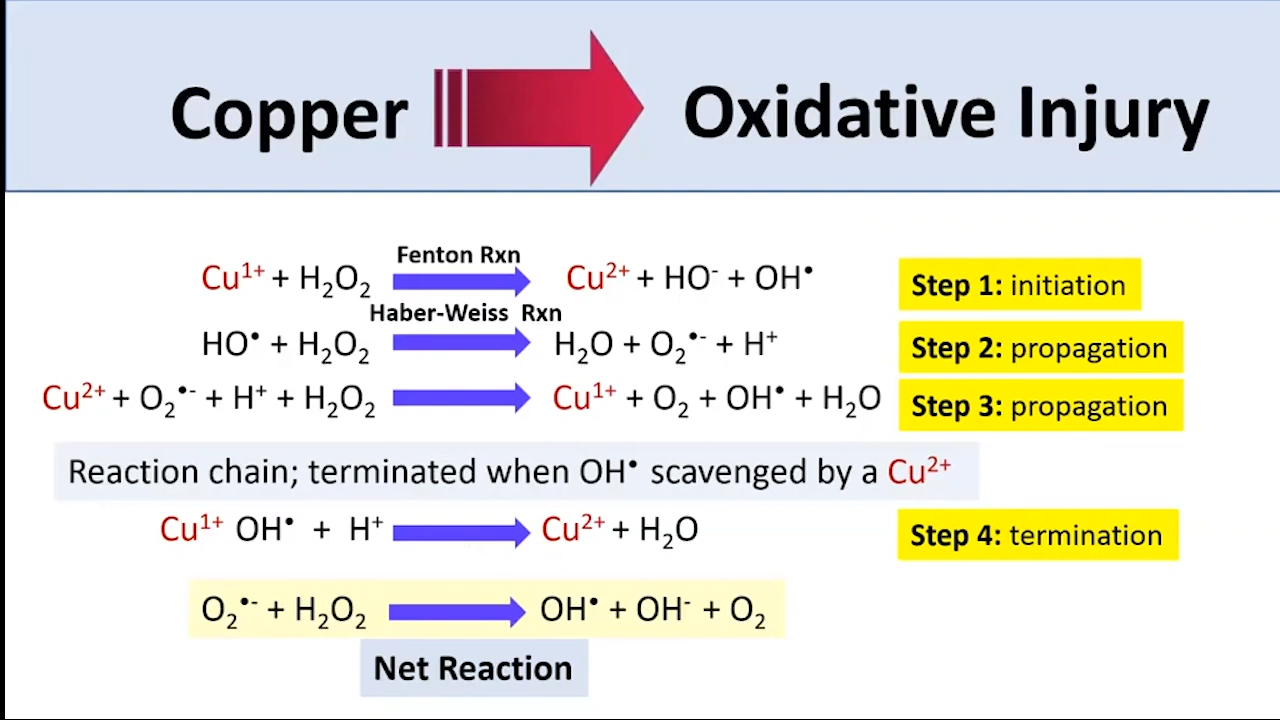 Copper Oxidative Injury
Fenton Rxn
Cu¹⁺ + H₂O₂ Cu²⁺ + HO⁻ + OH• Step 1: initiation
Haber-Weiss Rxn
HO• + H₂O₂ H₂O + O₂•⁻ + H⁺ Step 2: propagation
Cu²⁺ + O₂•⁻ + H⁺ + H₂O₂ Cu¹⁺ + O₂ + OH• + H₂O Step 3: propagation
Reaction chain; terminated when OH• scavenged by a Cu²⁺
Cu¹⁺ OH• + H⁺ Cu²⁺ + H₂O Step 4: termination
O₂•⁻ + H₂O₂ OH• + OH⁻ + O₂
Net Reaction